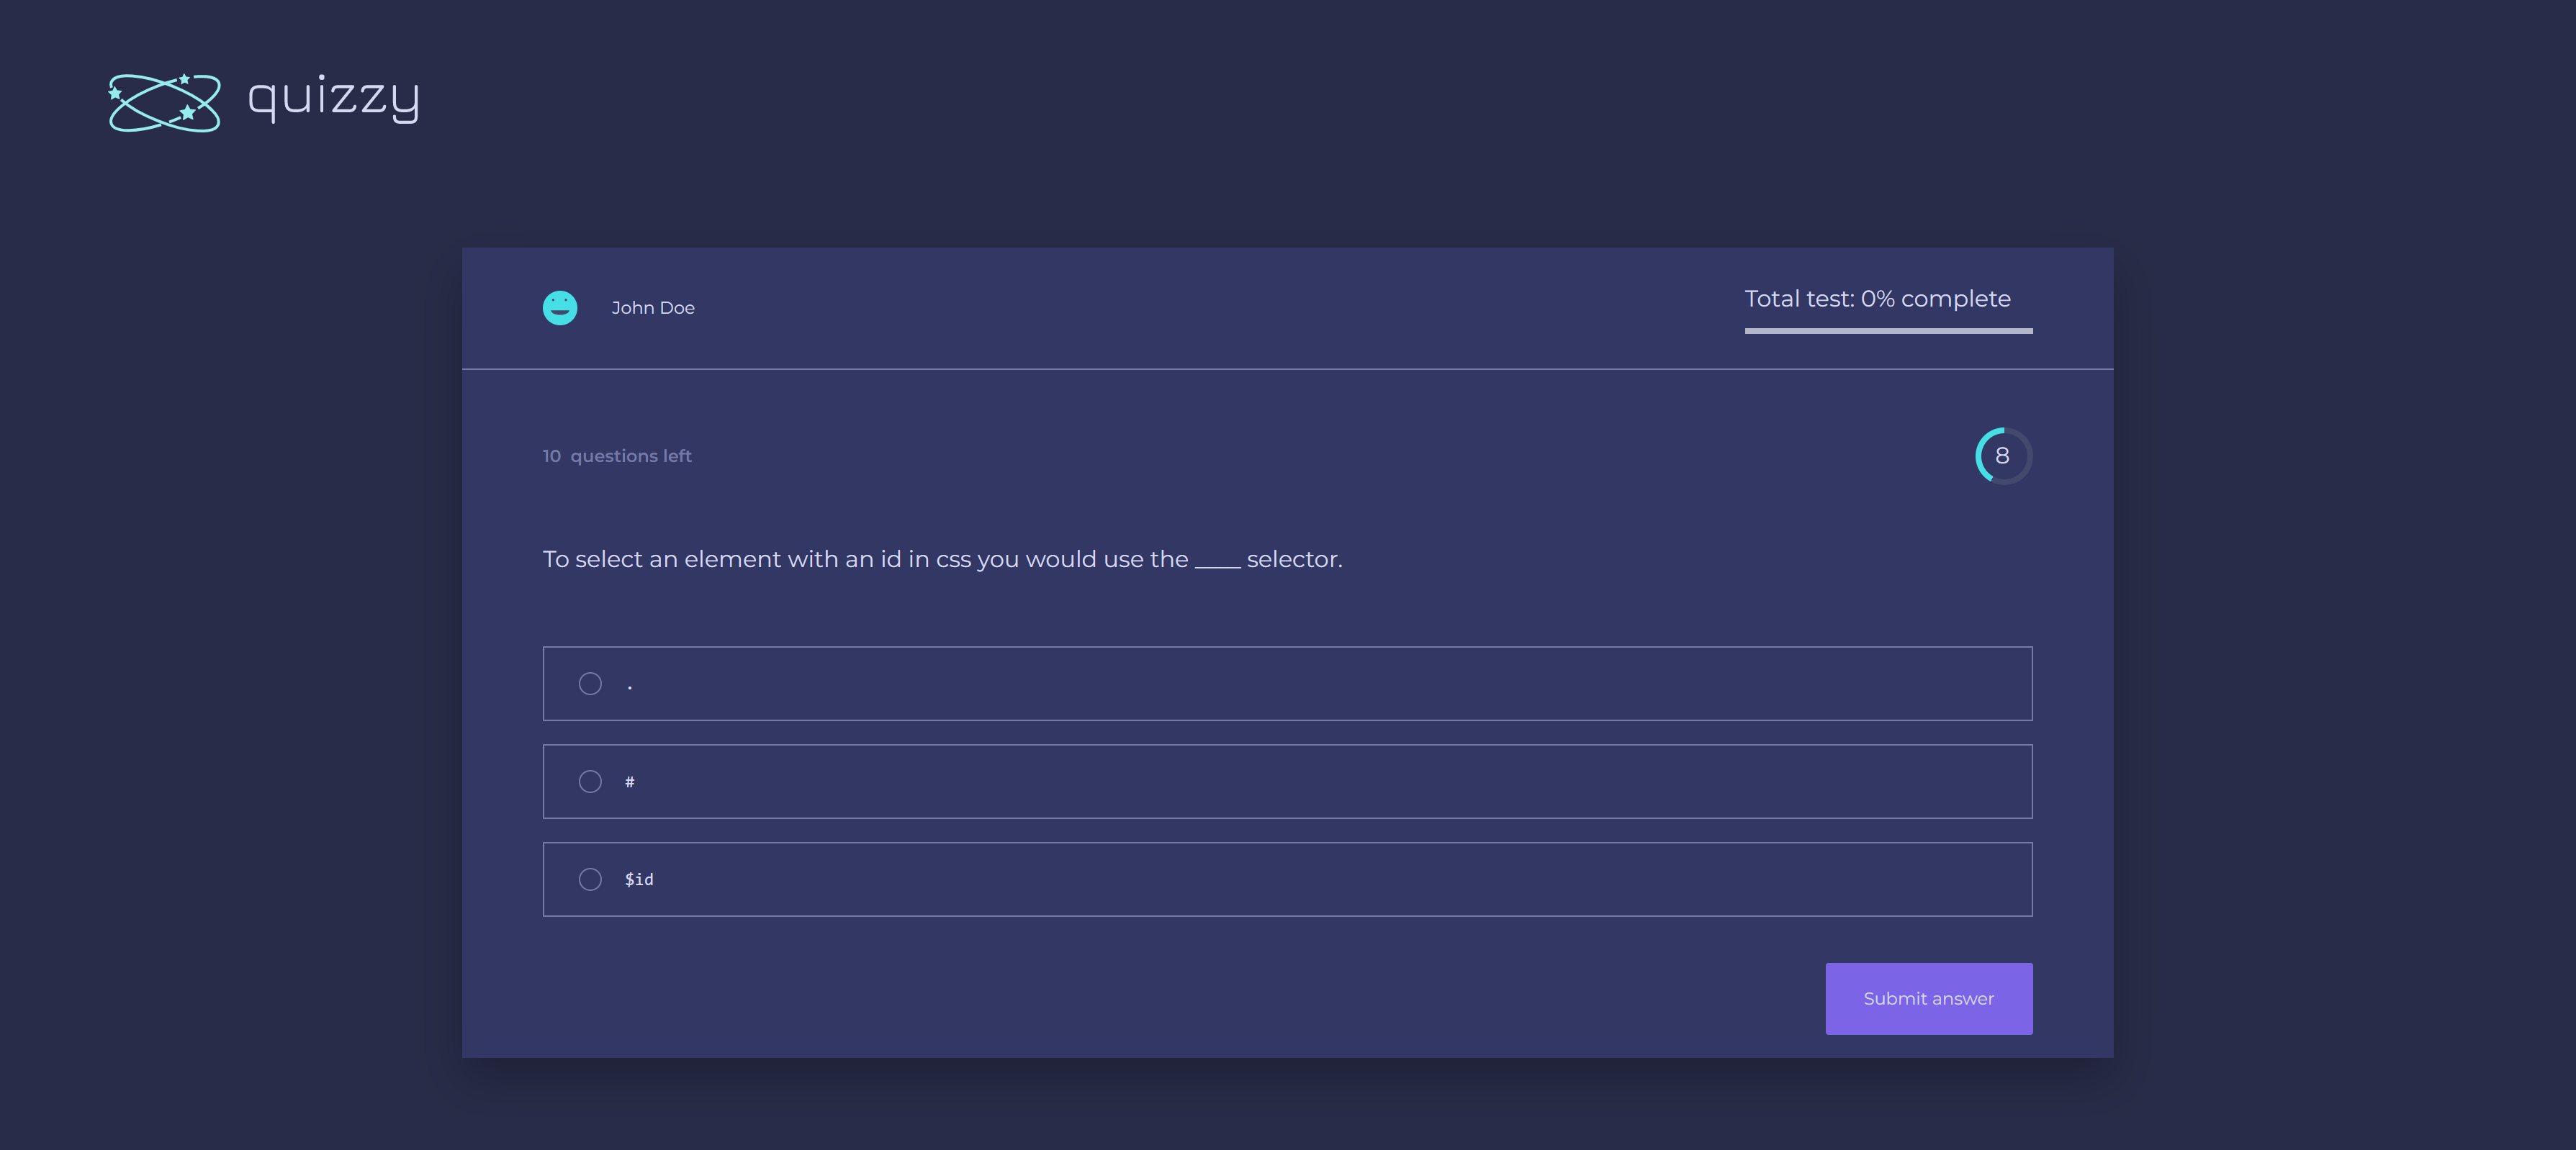 quizzy
John Doe
Total test: 0% complete
10 questions left
8
To select an element with an id in css you would use the ____ selector.
.
#
$id
Submit answer